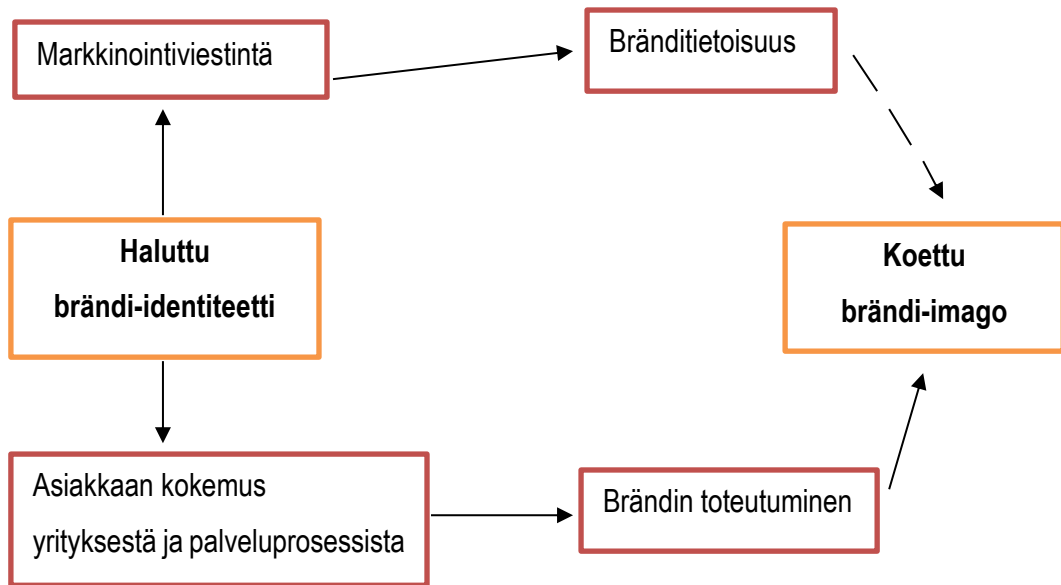 Markkinointiviestintä
Bränditietoisuus
Haluttu
brändi-identiteetti
Koettu
brändi-imago
Asiakkaan kokemus
yrityksestä ja palveluprosessista
Brändin toteutuminen